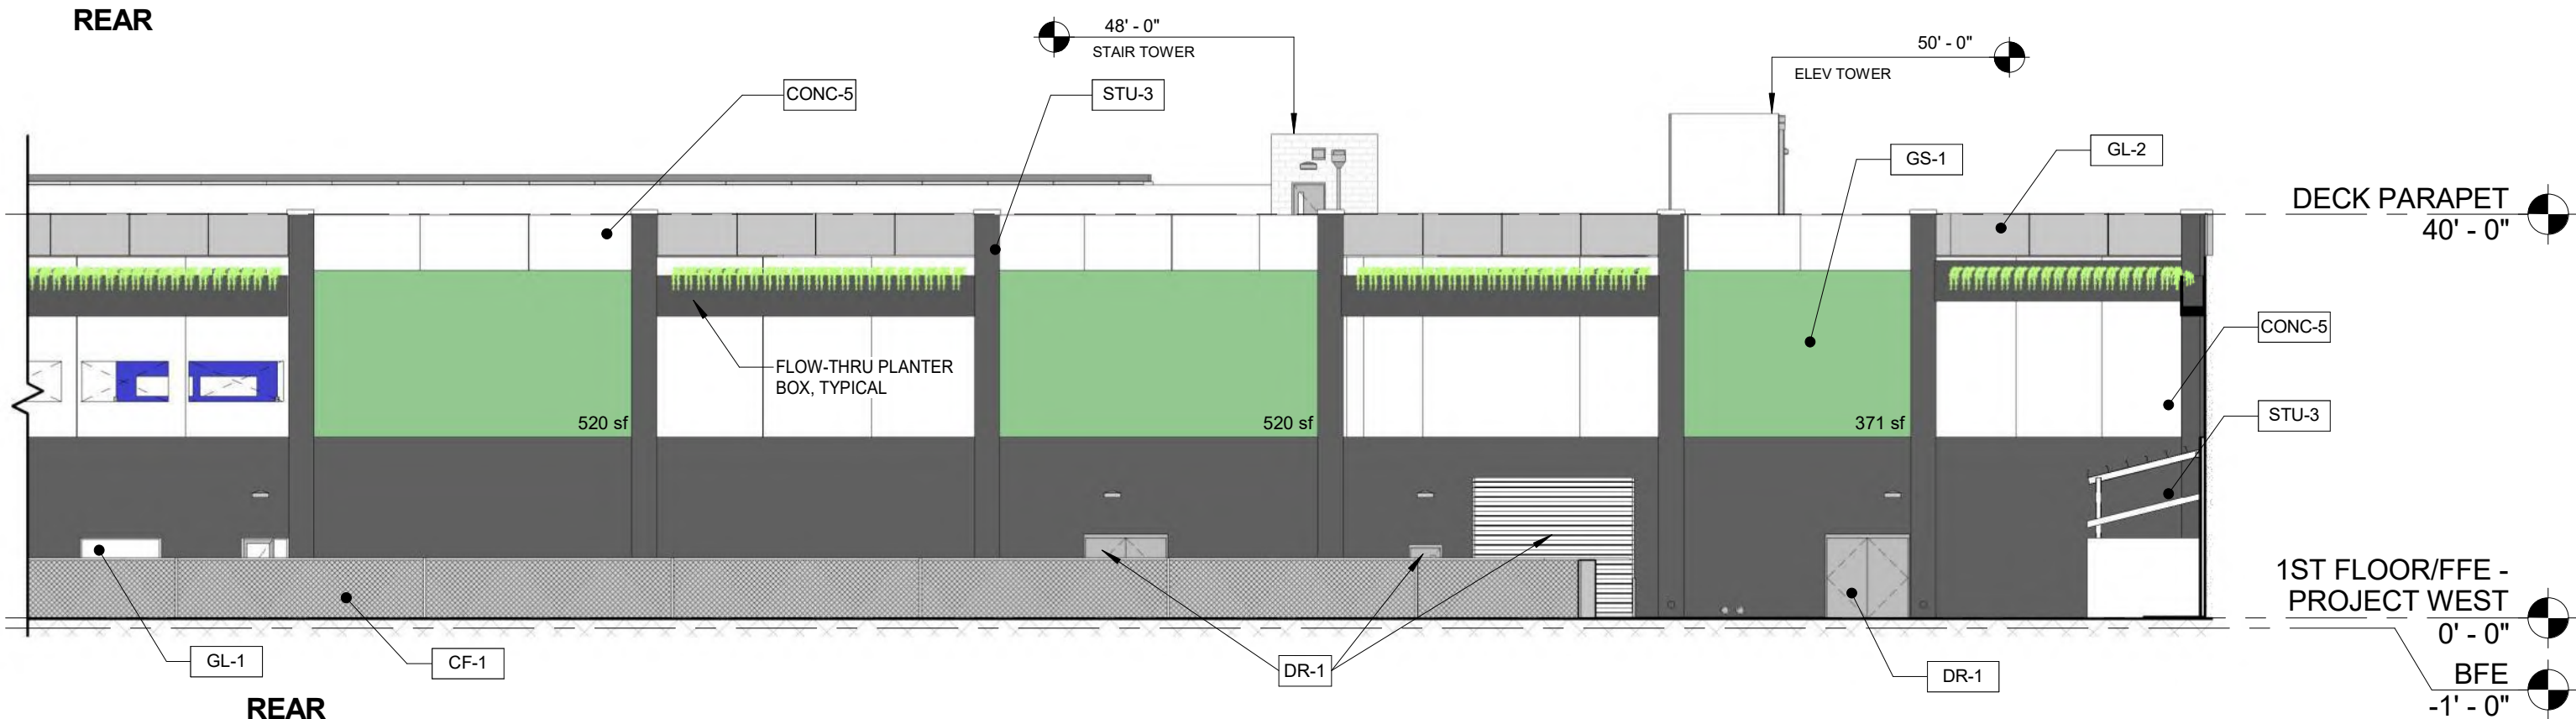 REAR
48' - 0"
STAIR TOWER
50' - 0"
ELEV TOWER
CONC-5
STU-3
GS-1
GL-2
DECK PARAPET
40' - 0"
CONC-5
FLOW-THRU PLANTER
BOX, TYPICAL
520 sf
520 sf
371 sf
STU-3
1ST FLOOR/FFE -
PROJECT WEST
0' - 0"
GL-1
CF-1
DR-1
DR-1
BFE
-1' - 0"
REAR